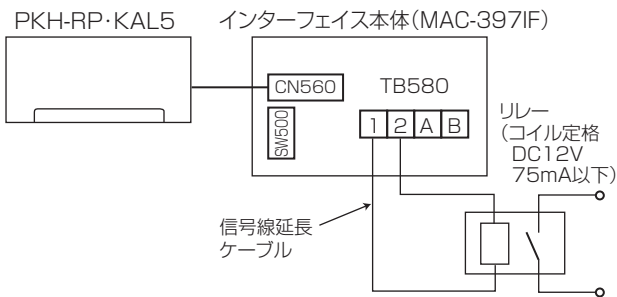 PKH-RP･KAL5
インターフェイス本体(MAC-397IF)
CN560
TB580
SW500
1 2 A B
リレー
(コイル定格
DC12V
75mA以下)
信号線延長
ケーブル